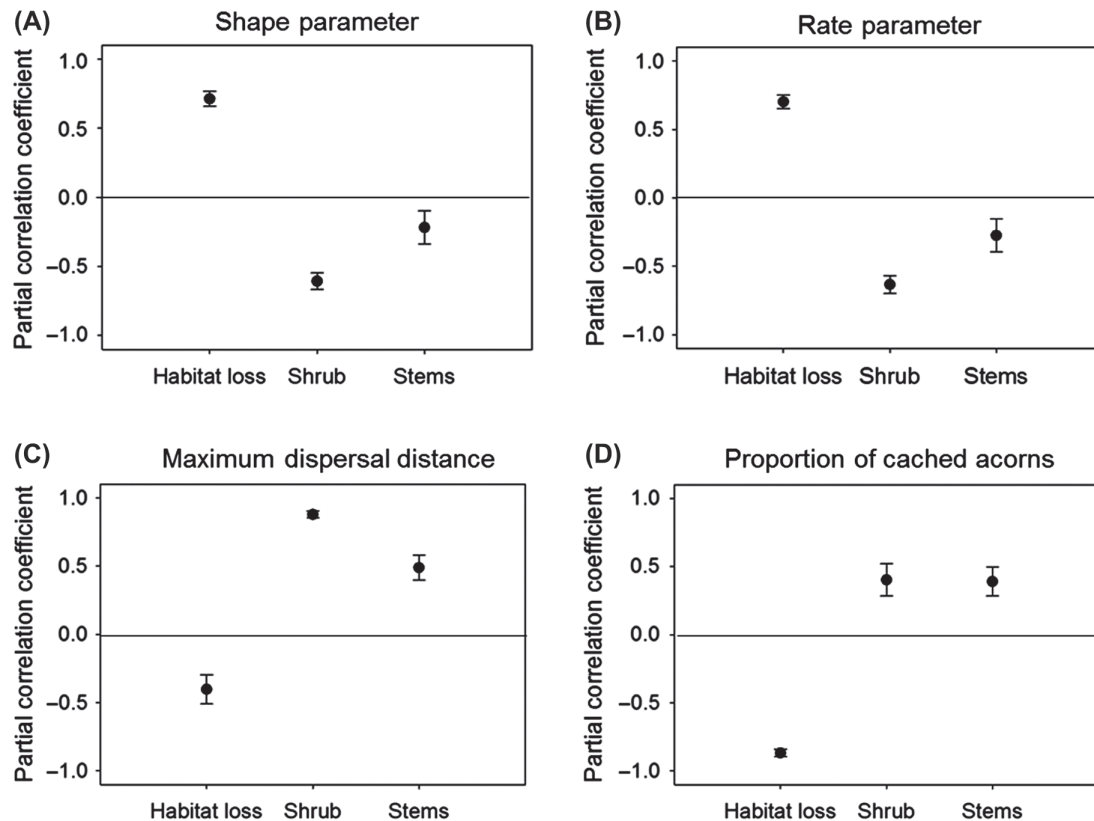 (A) Shape parameter
Partial correlation coefficient
1.0
0.5
0.0
−0.5
−1.0
Habitat loss Shrub Stems
(B) Rate parameter
Partial correlation coefficient
1.0
0.5
0.0
−0.5
−1.0
Habitat loss Shrub Stems
(C) Maximum dispersal distance
Partial correlation coefficient
1.0
0.5
0.0
−0.5
−1.0
Habitat loss Shrub Stems
(D) Proportion of cached acorns
Partial correlation coefficient
1.0
0.5
0.0
−0.5
−1.0
Habitat loss Shrub Stems